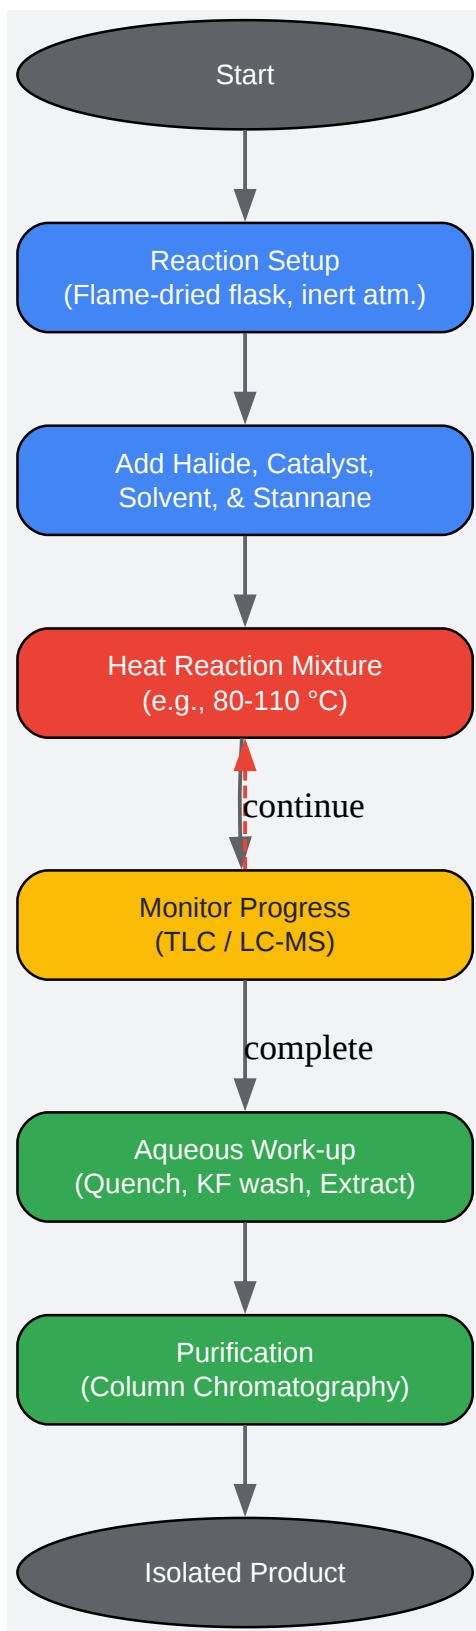 Start
Reaction Setup
(Flame-dried flask, inert atm.)
Add Halide, Catalyst,
Solvent, & Stannane
Heat Reaction Mixture
(e.g., 80-110 °C)
continue
Monitor Progress
(TLC / LC-MS)
complete
Aqueous Work-up
(Quench, KF wash, Extract)
Purification
(Column Chromatography)
Isolated Product